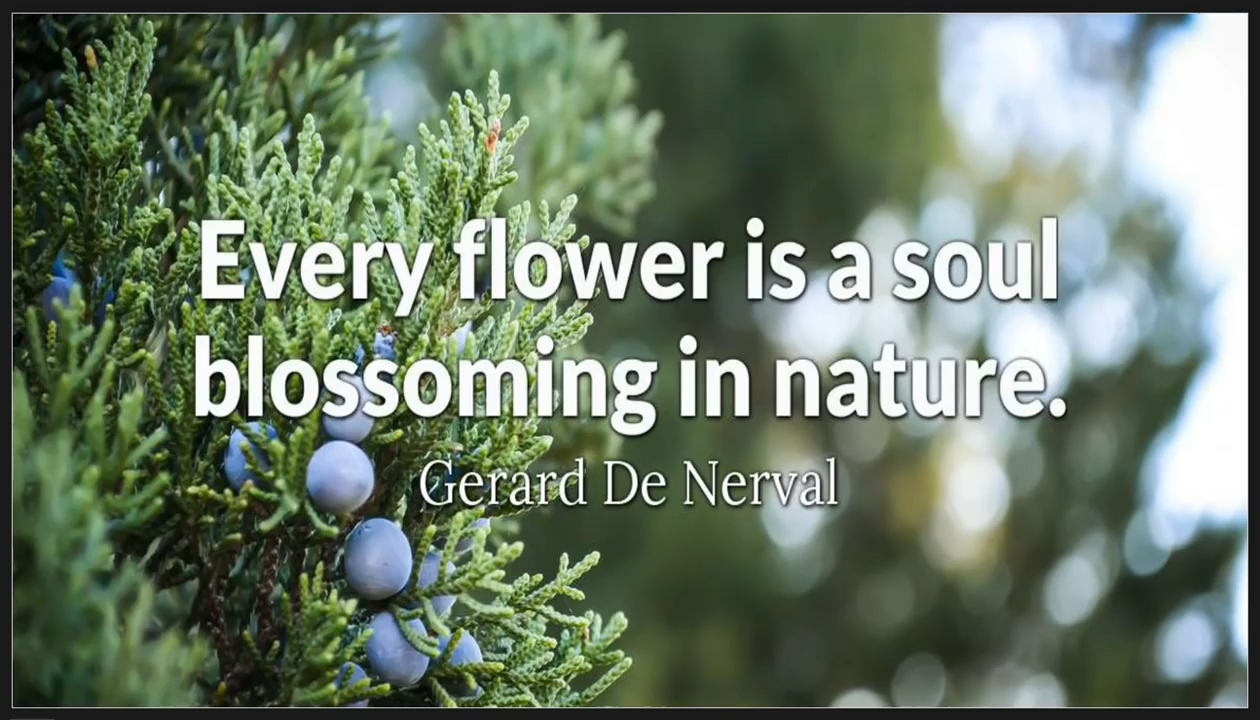 Every flower is a soul
blossoming in nature.
Gerard De Nerval